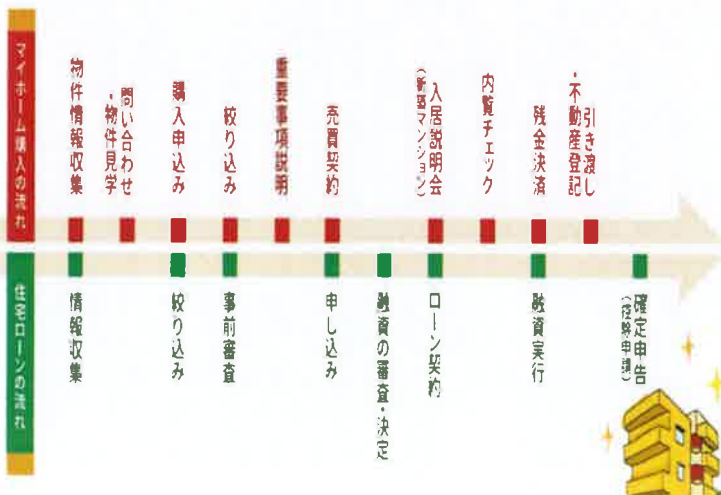 マイホーム購入の流れ
物件情報収集
問い合わせ
・物件見学
購入申込み
絞り込み
重要事項説明
売買契約
入居説明会
(新築マンション)
内覧チェック
残金決済
引き渡し
・不動産登記
住宅ローンの流れ
情報収集
絞り込み
事前審査
申し込み
融資の審査・決定
ローン契約
融資実行
確定申告
(控除申請)